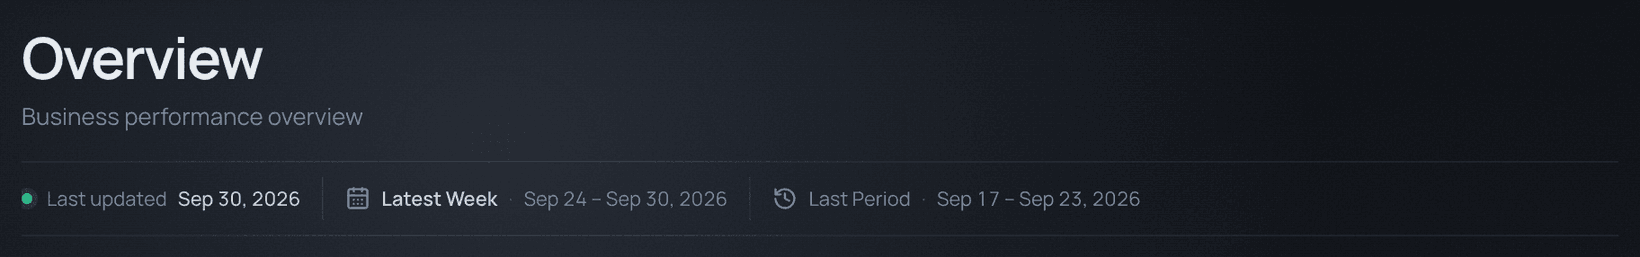 Overview
Business performance overview
Last updated Sep 30, 2026 Latest Week · Sep 24 – Sep 30, 2026 Last Period · Sep 17 – Sep 23, 2026